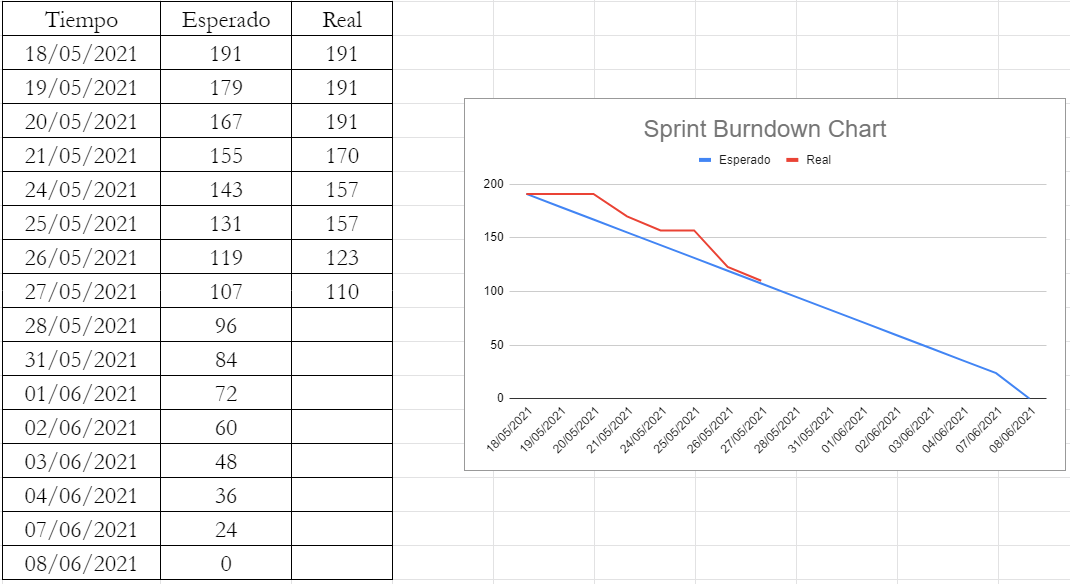 Tiempo Esperado Real
18/05/2021 191 191
19/05/2021 179 191
20/05/2021 167 191
21/05/2021 155 170
24/05/2021 143 157
25/05/2021 131 157
26/05/2021 119 123
27/05/2021 107 110
28/05/2021 96
31/05/2021 84
01/06/2021 72
02/06/2021 60
03/06/2021 48
04/06/2021 36
07/06/2021 24
08/06/2021 0
Sprint Burndown Chart
Esperado Real
200
150
100
50
0
18/05/2021 19/05/2021 20/05/2021 21/05/2021 24/05/2021 25/05/2021 26/05/2021 27/05/2021 28/05/2021 31/05/2021 01/06/2021 02/06/2021 03/06/2021 04/06/2021 07/06/2021 08/06/2021